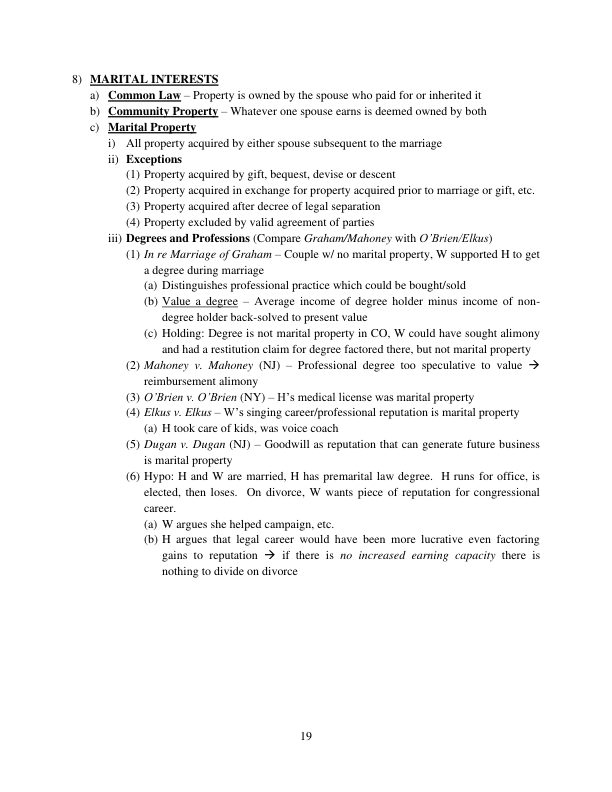 8) MARITAL INTERESTS
a) Common Law – Property is owned by the spouse who paid for or inherited it
b) Community Property – Whatever one spouse earns is deemed owned by both
c) Marital Property
i) All property acquired by either spouse subsequent to the marriage
ii) Exceptions
(1) Property acquired by gift, bequest, devise or descent
(2) Property acquired in exchange for property acquired prior to marriage or gift, etc.
(3) Property acquired after decree of legal separation
(4) Property excluded by valid agreement of parties
iii) Degrees and Professions (Compare Graham/Mahoney with O’Brien/Elkus)
(1) In re Marriage of Graham – Couple w/ no marital property, W supported H to get
a degree during marriage
(a) Distinguishes professional practice which could be bought/sold
(b) Value a degree – Average income of degree holder minus income of non-
degree holder back-solved to present value
(c) Holding: Degree is not marital property in CO, W could have sought alimony
and had a restitution claim for degree factored there, but not marital property
(2) Mahoney v. Mahoney (NJ) – Professional degree too speculative to value →
reimbursement alimony
(3) O’Brien v. O’Brien (NY) – H’s medical license was marital property
(4) Elkus v. Elkus – W’s singing career/professional reputation is marital property
(a) H took care of kids, was voice coach
(5) Dugan v. Dugan (NJ) – Goodwill as reputation that can generate future business
is marital property
(6) Hypo: H and W are married, H has premarital law degree. H runs for office, is
elected, then loses. On divorce, W wants piece of reputation for congressional
career.
(a) W argues she helped campaign, etc.
(b) H argues that legal career would have been more lucrative even factoring
gains to reputation → if there is no increased earning capacity there is
nothing to divide on divorce
19